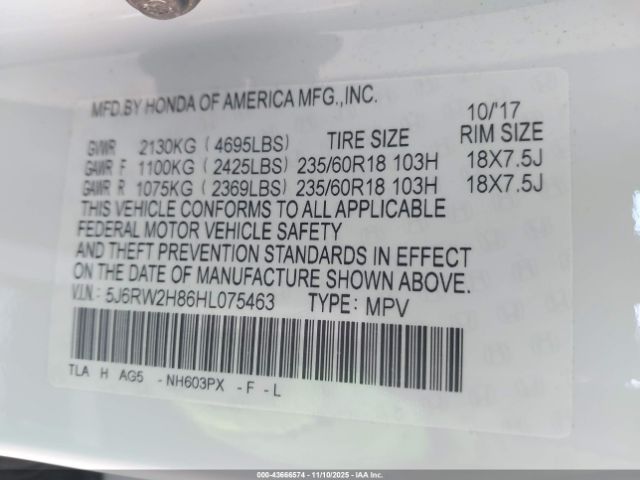 MFD.BY HONDA OF AMERICA MFG.,INC. 10/'17
GVWR 2130KG (4695LBS) TIRE SIZE RIM SIZE
GAWR F 1100KG (2425LBS) 235/60R18 103H 18X7.5J
GAWR R 1075KG (2369LBS) 235/60R18 103H 18X7.5J
THIS VEHICLE CONFORMS TO ALL APPLICABLE
FEDERAL MOTOR VEHICLE SAFETY
AND THEFT PREVENTION STANDARDS IN EFFECT
ON THE DATE OF MANUFACTURE SHOWN ABOVE.
V.I.N.: 5J6RW2H86HL075463 TYPE: MPV
TLA H AG5 -NH603PX -F -L
000-43666574 | 11/10/2025 - IAAI.COM